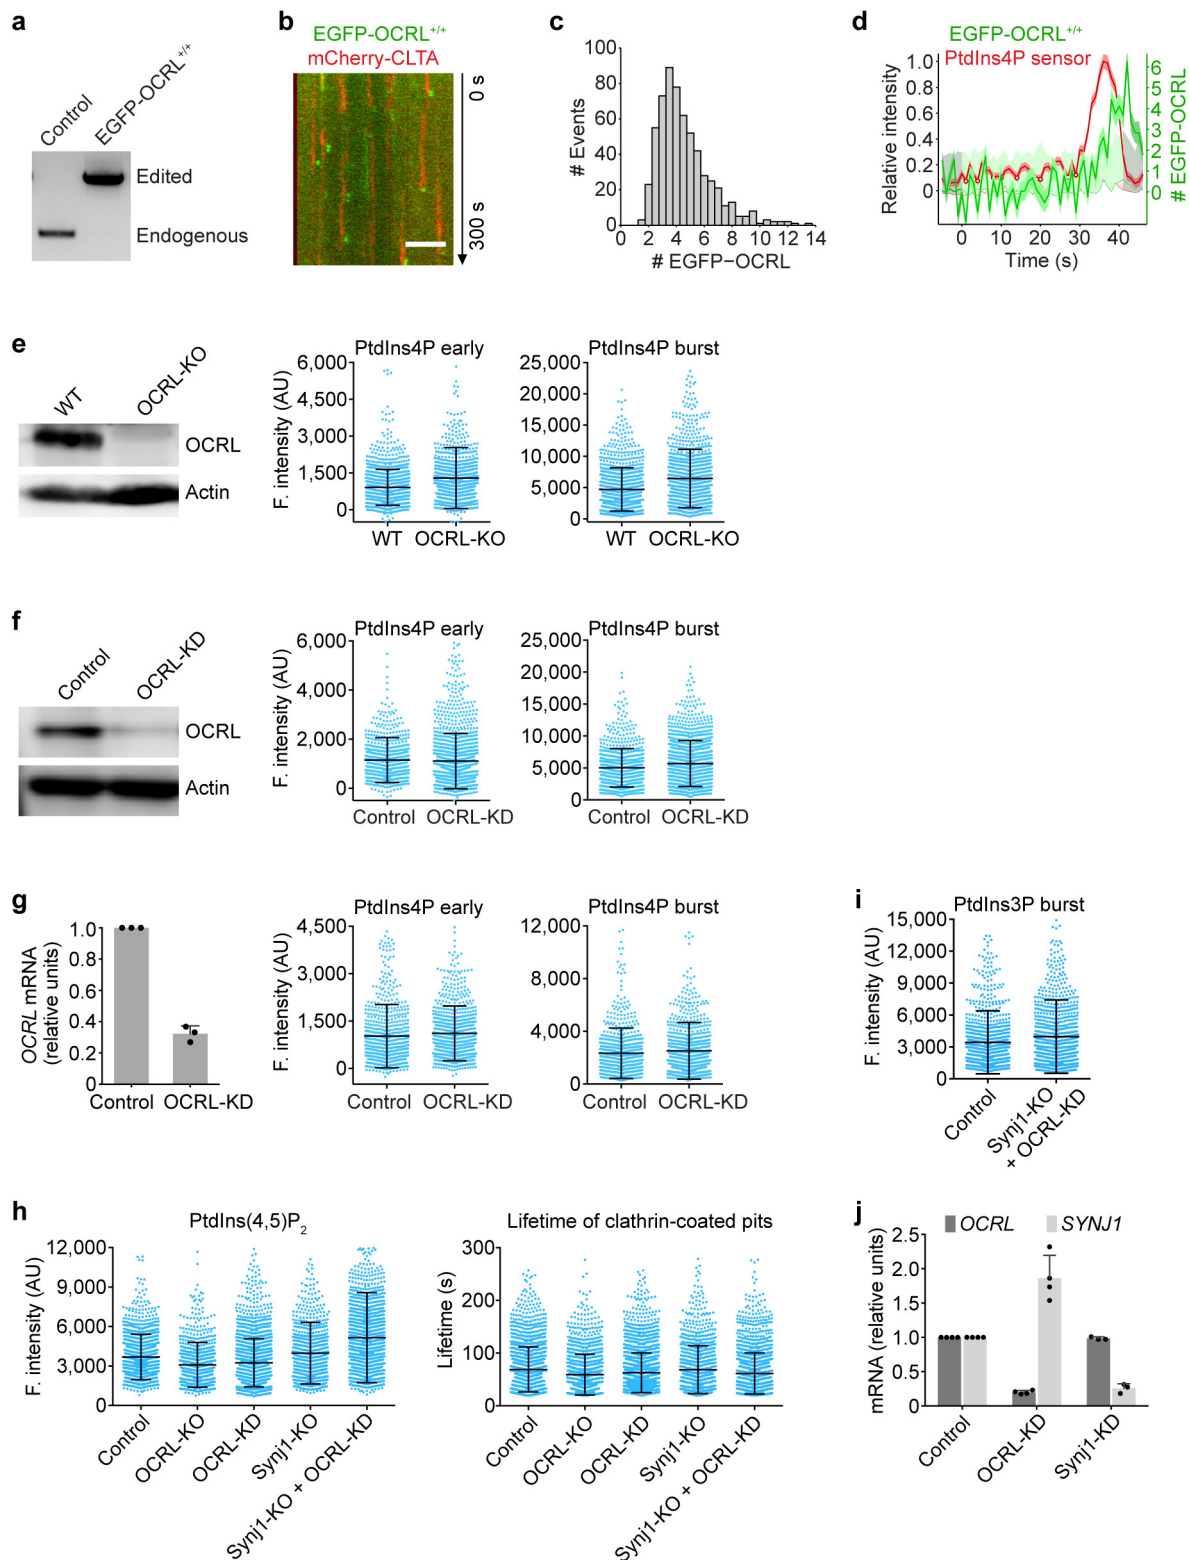 a
Control
EGFP-OCRL+/+
Edited
Endogenous
b
EGFP-OCRL+/+
mCherry-CLTA
0 s
300 s
c
100
80
60
40
20
0
# Events
0 2 4 6 8 10 12 14
# EGFP−OCRL
d
EGFP-OCRL+/+
PtdIns4P sensor
1.0
0.8
0.6
0.4
0.2
0
Relative intensity
6
5
4
3
2
1
0
# EGFP-OCRL
0 10 20 30 40
Time (s)
e
WT
OCRL-KO
OCRL
Actin
PtdIns4P early
6,000
4,500
3,000
1,500
0
F. intensity (AU)
WT OCRL-KO
PtdIns4P burst
25,000
20,000
15,000
10,000
5,000
0
WT OCRL-KO
f
Control
OCRL-KD
OCRL
Actin
PtdIns4P early
6,000
4,000
2,000
0
F. intensity (AU)
Control OCRL-KD
PtdIns4P burst
25,000
20,000
15,000
10,000
5,000
0
Control OCRL-KD
g
1.0
0.8
0.6
0.4
0.2
0
OCRL mRNA
(relative units)
Control OCRL-KD
PtdIns4P early
4,500
3,000
1,500
0
F. intensity (AU)
Control OCRL-KD
PtdIns4P burst
12,000
8,000
4,000
0
Control OCRL-KD
i
PtdIns3P burst
15,000
12,000
9,000
6,000
3,000
0
F. intensity (AU)
Control
Synj1-KO
+ OCRL-KD
h
PtdIns(4,5)P2
12,000
9,000
6,000
3,000
0
F. intensity (AU)
Control
OCRL-KO
OCRL-KD
Synj1-KO
Synj1-KO + OCRL-KD
Lifetime of clathrin-coated pits
300
200
100
0
Lifetime (s)
Control
OCRL-KO
OCRL-KD
Synj1-KO
Synj1-KO + OCRL-KD
j
OCRL SYNJ1
2.5
2.0
1.5
1.0
0.5
0
mRNA (relative units)
Control
OCRL-KD
Synj1-KD